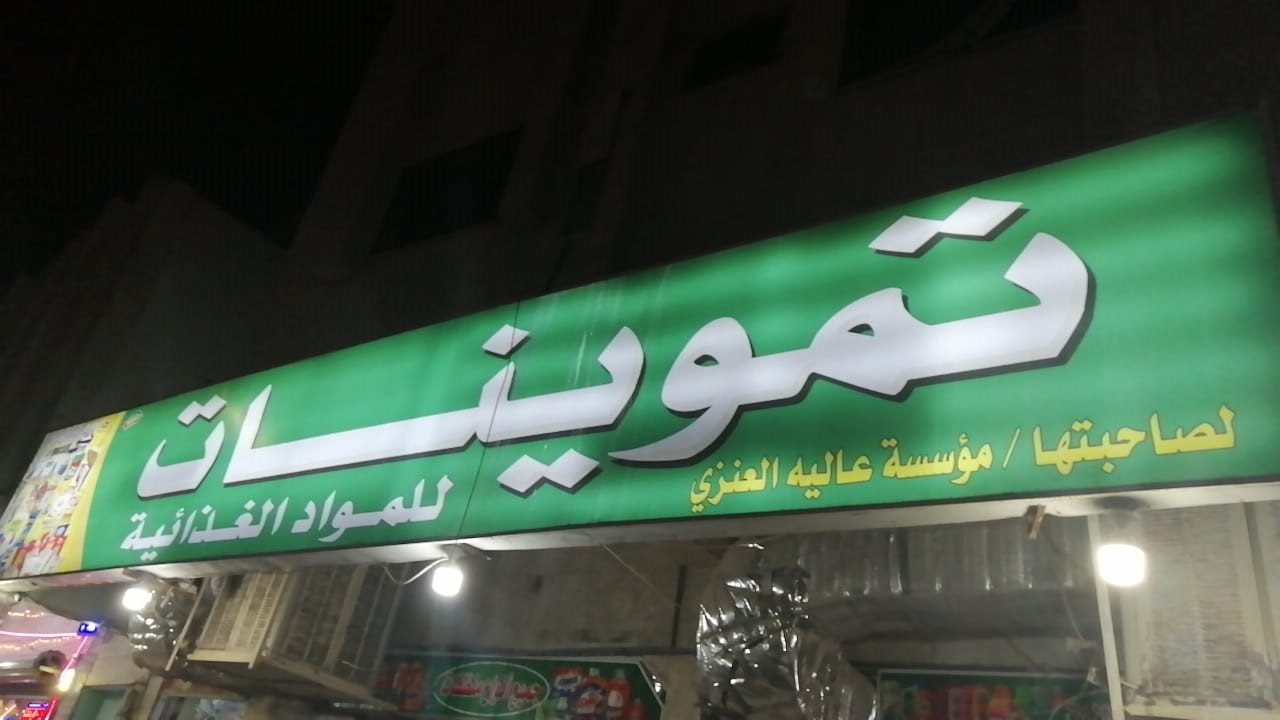 تموينات
للمواد الغذائية
لصاحبتها / مؤسسة عاليه العنزي